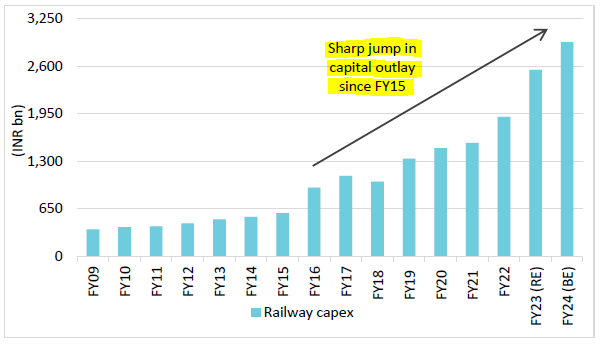 3,250
2,600
1,950
1,300
650
0
(INR bn)
Sharp jump in
capital outlay
since FY15
FY09
FY10
FY11
FY12
FY13
FY14
FY15
FY16
FY17
FY18
FY19
FY20
FY21
FY22
FY23 (RE)
FY24 (BE)
Railway capex